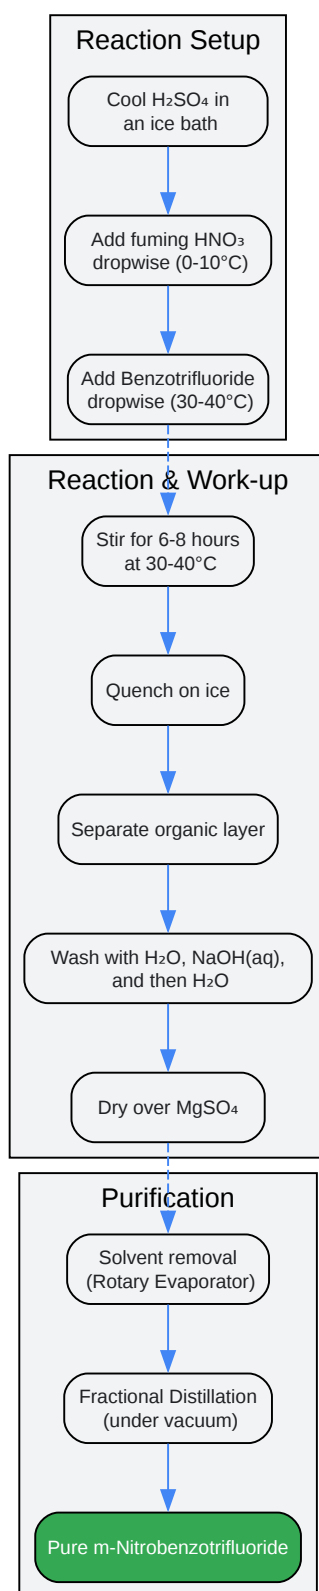 Reaction Setup
Cool H₂SO₄ in
an ice bath
Add fuming HNO₃
dropwise (0-10°C)
Add Benzotrifluoride
dropwise (30-40°C)
Reaction & Work-up
Stir for 6-8 hours
at 30-40°C
Quench on ice
Separate organic layer
Wash with H₂O, NaOH(aq),
and then H₂O
Dry over MgSO₄
Purification
Solvent removal
(Rotary Evaporator)
Fractional Distillation
(under vacuum)
Pure m-Nitrobenzotrifluoride